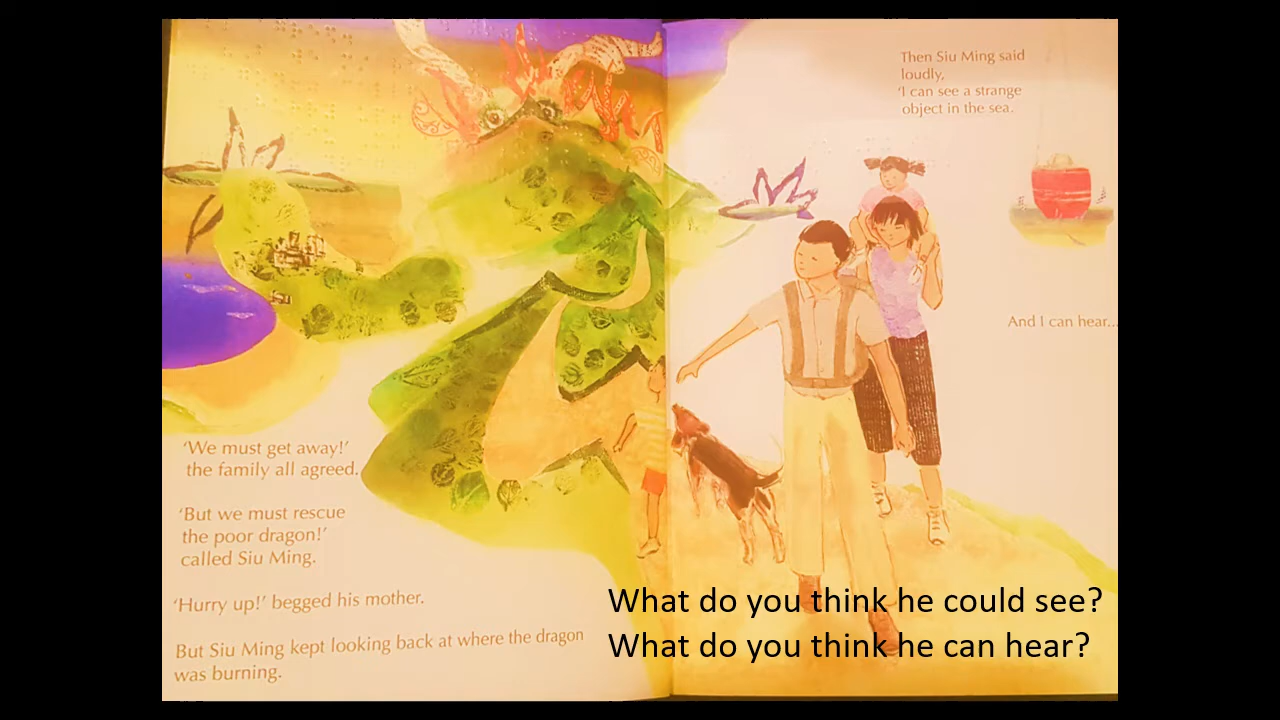 'We must get away!'
the family all agreed.
'But we must rescue
the poor dragon!'
called Siu Ming.
'Hurry up!' begged his mother.
But Siu Ming kept looking back at where the dragon
was burning.
Then Siu Ming said
loudly,
'I can see a strange
object in the sea.
And I can hear...
What do you think he could see?
What do you think he can hear?